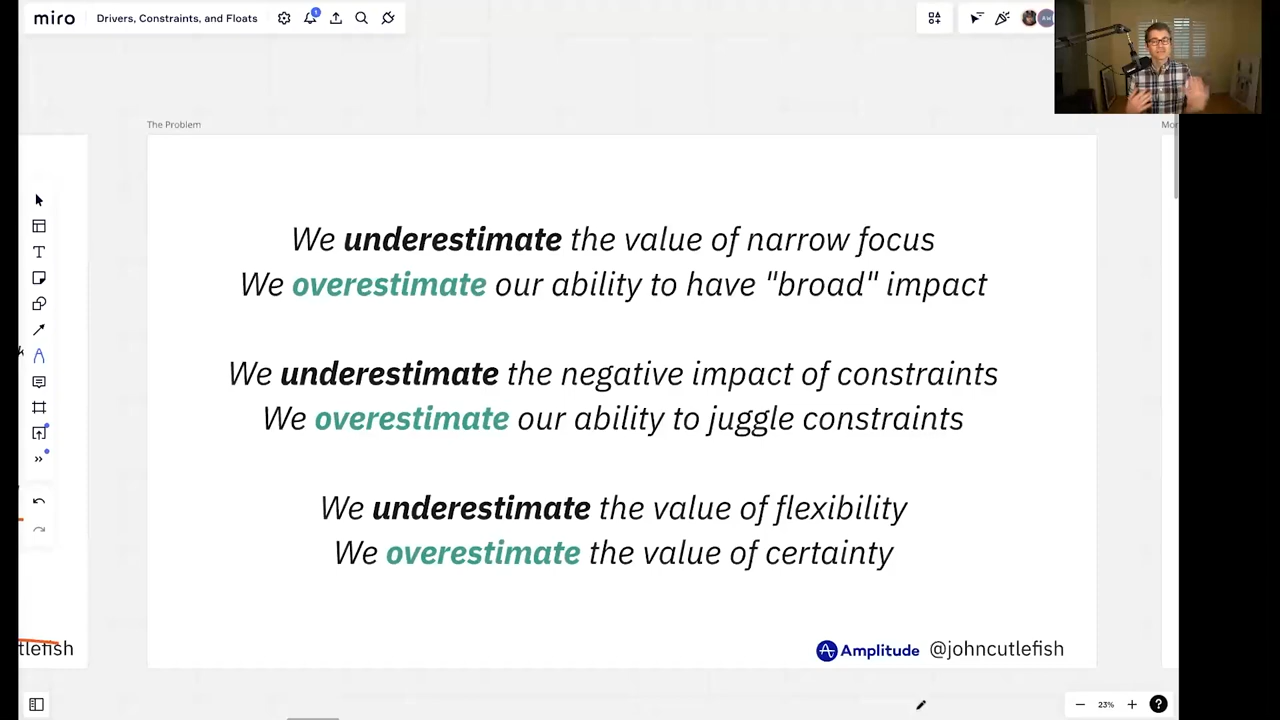 miro
Drivers, Constraints, and Floats
1
The Problem
We underestimate the value of narrow focus
We overestimate our ability to have "broad" impact
We underestimate the negative impact of constraints
We overestimate our ability to juggle constraints
We underestimate the value of flexibility
We overestimate the value of certainty
Amplitude @johncutlefish
tlefish
23%
?